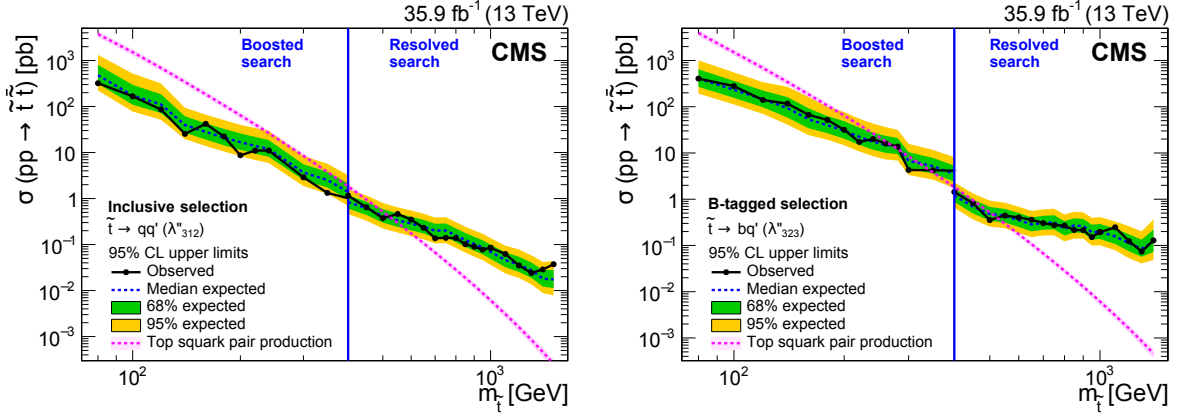 35.9 fb⁻¹ (13 TeV)
σ (pp → t̃ t̃̄) [pb]
10³
10²
10
1
10⁻¹
10⁻²
10⁻³
Boosted
search
Resolved
search
CMS
Inclusive selection
t̃ → qq' (λ''₃₁₂)
95% CL upper limits
Observed
Median expected
68% expected
95% expected
Top squark pair production
10²
10³
m_t̃ [GeV]
35.9 fb⁻¹ (13 TeV)
σ (pp → t̃ t̃̄) [pb]
10³
10²
10
1
10⁻¹
10⁻²
10⁻³
Boosted
search
Resolved
search
CMS
B-tagged selection
t̃ → bq' (λ''₃₂₃)
95% CL upper limits
Observed
Median expected
68% expected
95% expected
Top squark pair production
10²
10³
m_t̃ [GeV]